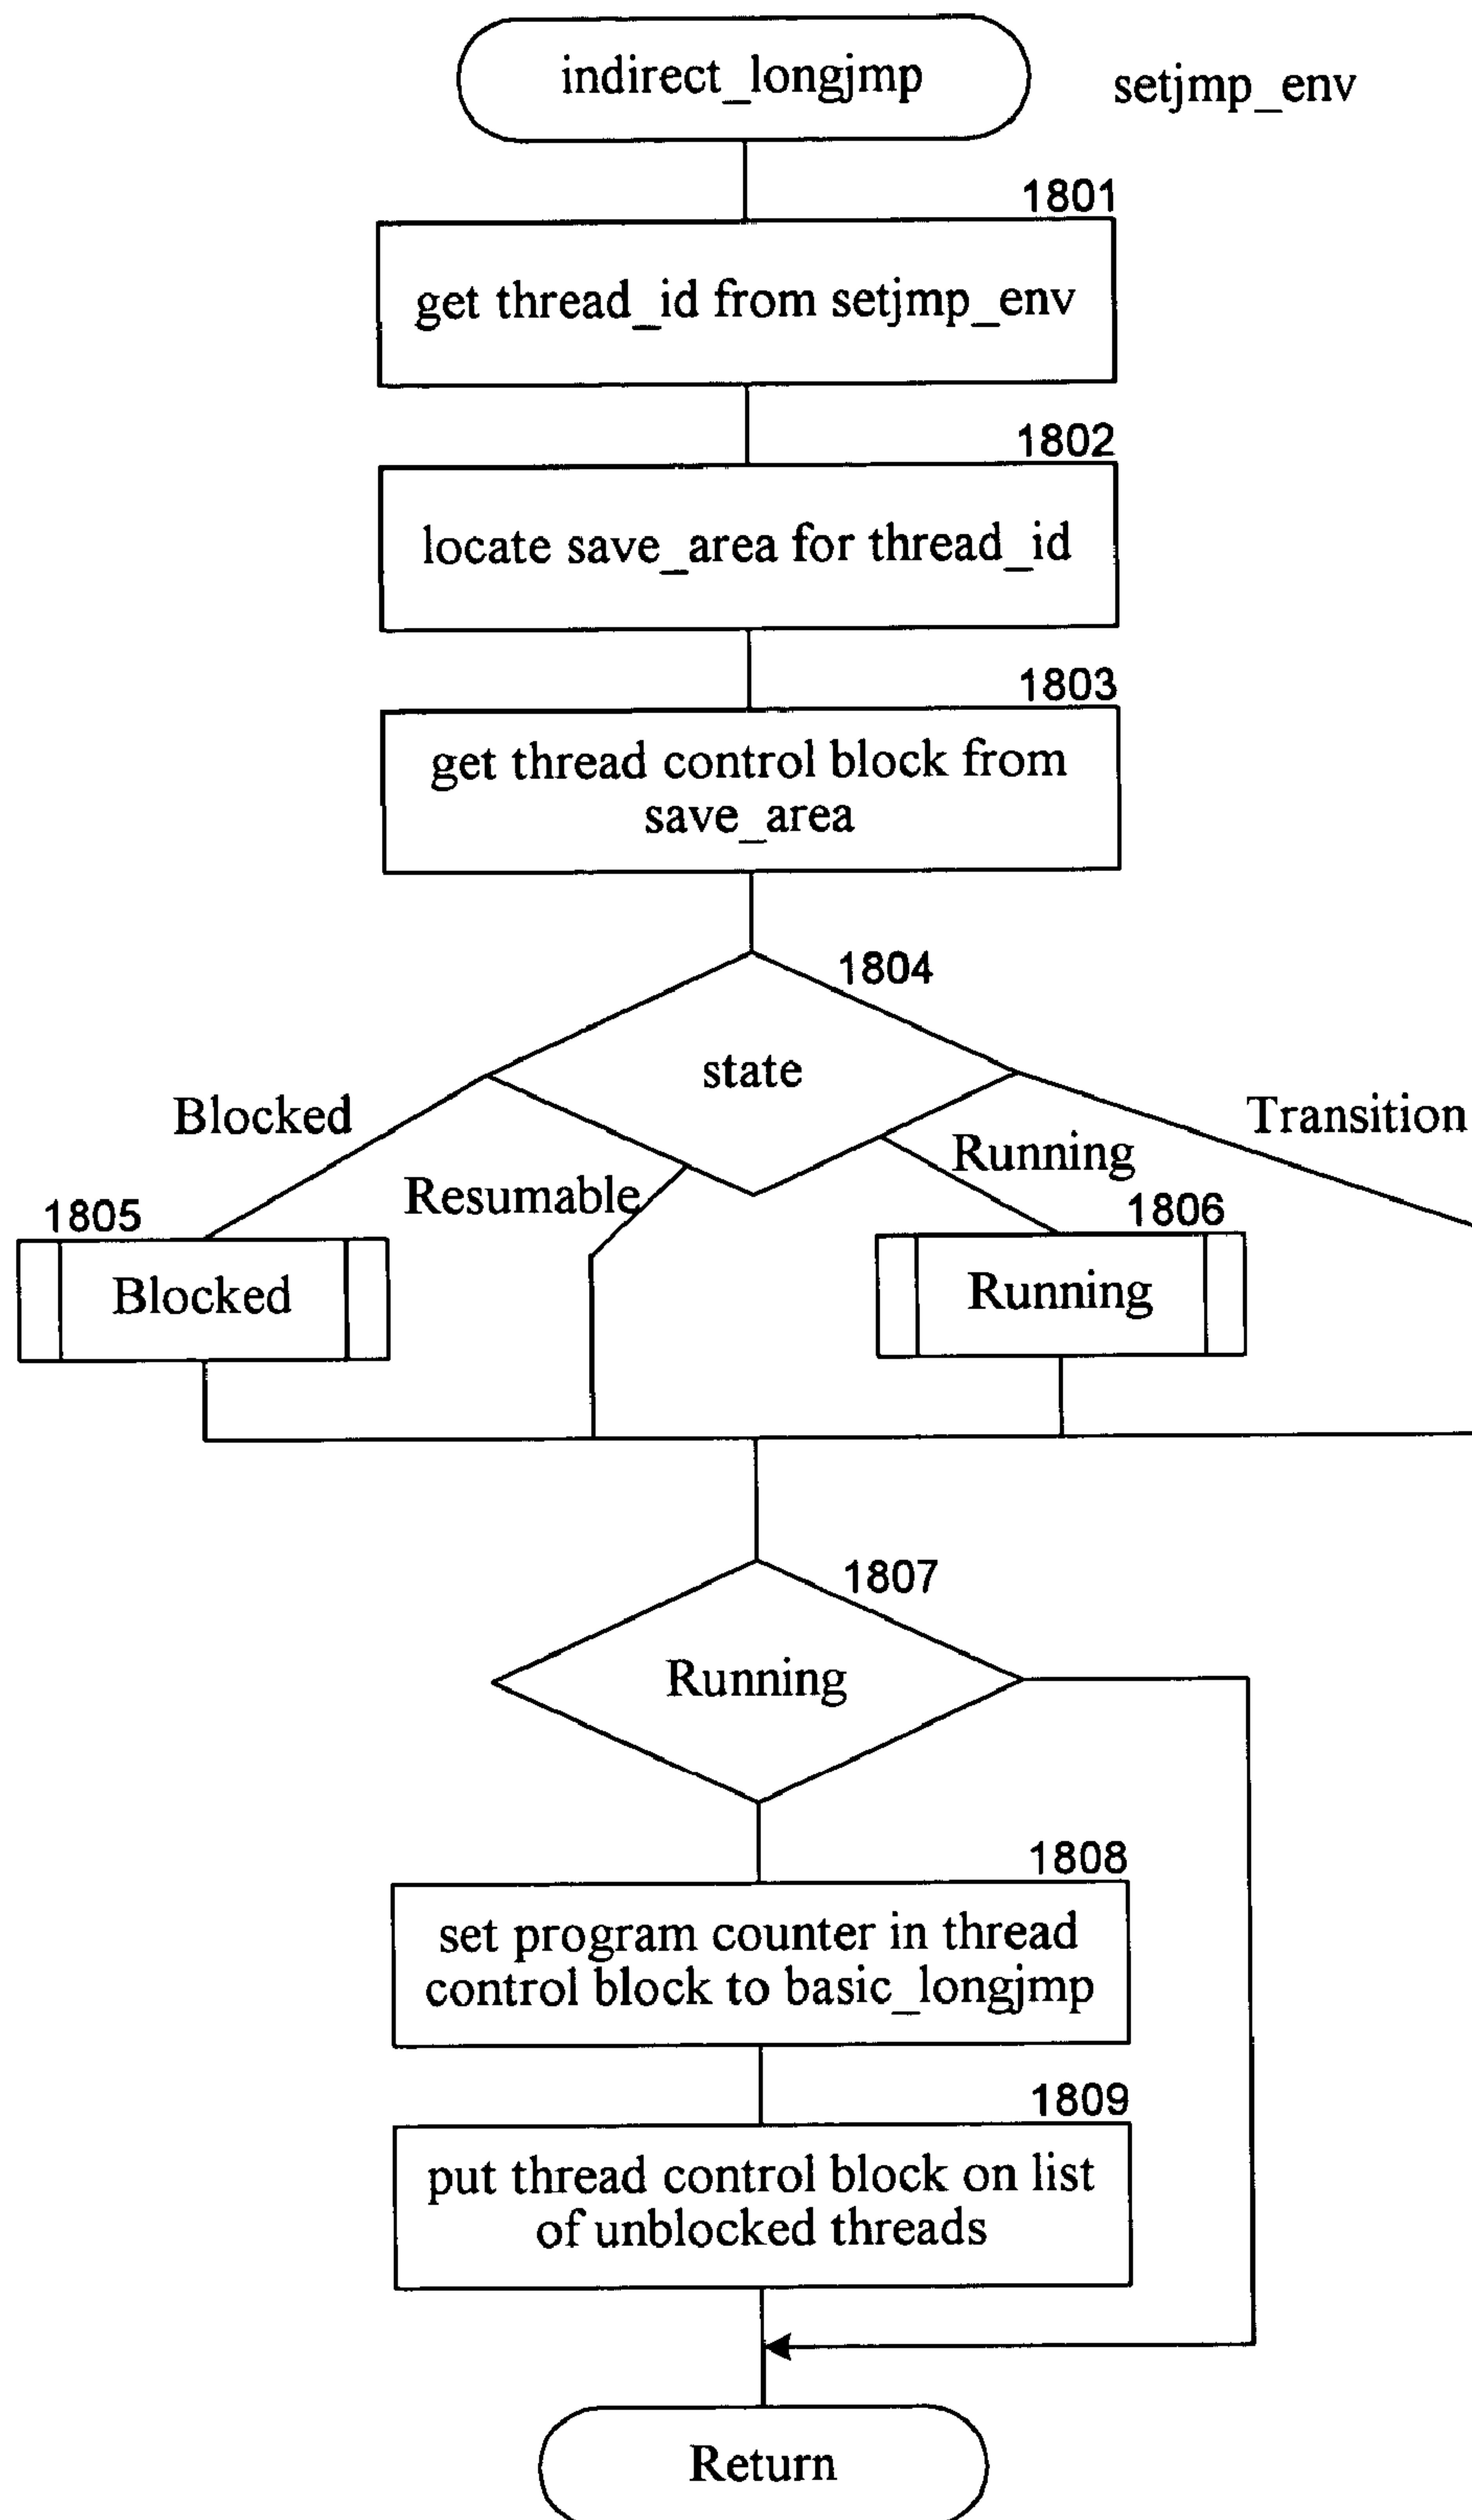 indirect_longjmp
setjmp_env
1801
get thread_id from setjmp_env
1802
locate save_area for thread_id
1803
get thread control block from
save_area
1804
state
Blocked
Resumable
Running
Transition
1805
Blocked
1806
Running
1807
Running
1808
set program counter in thread
control block to basic_longjmp
1809
put thread control block on list
of unblocked threads
Return